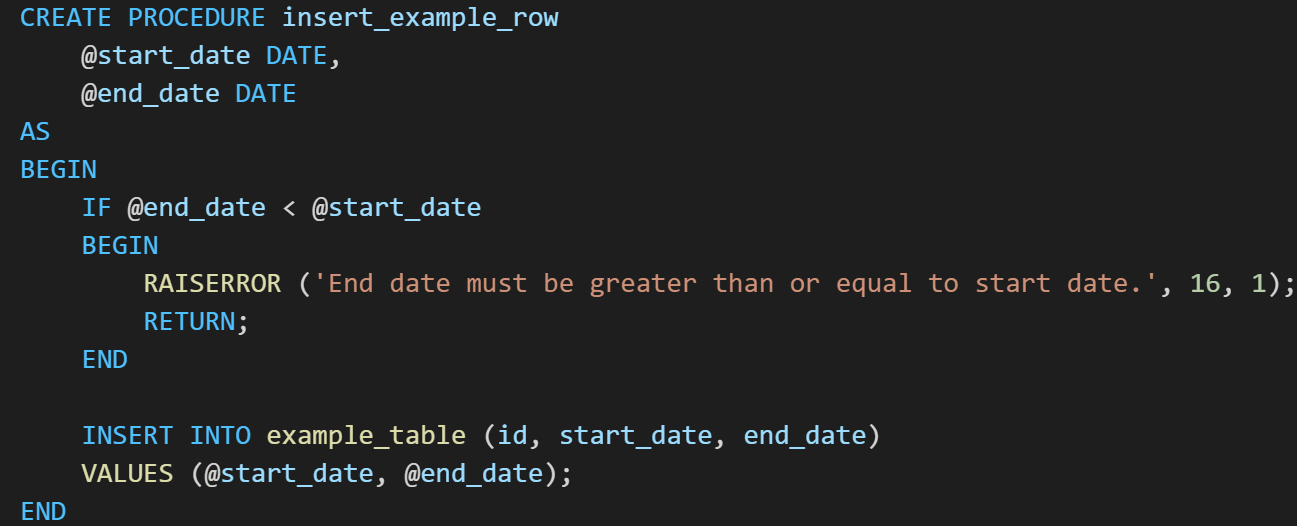 CREATE PROCEDURE insert_example_row
    @start_date DATE,
    @end_date DATE
AS
BEGIN
    IF @end_date < @start_date
    BEGIN
        RAISERROR ('End date must be greater than or equal to start date.', 16, 1);
        RETURN;
    END

    INSERT INTO example_table (id, start_date, end_date)
    VALUES (@start_date, @end_date);
END